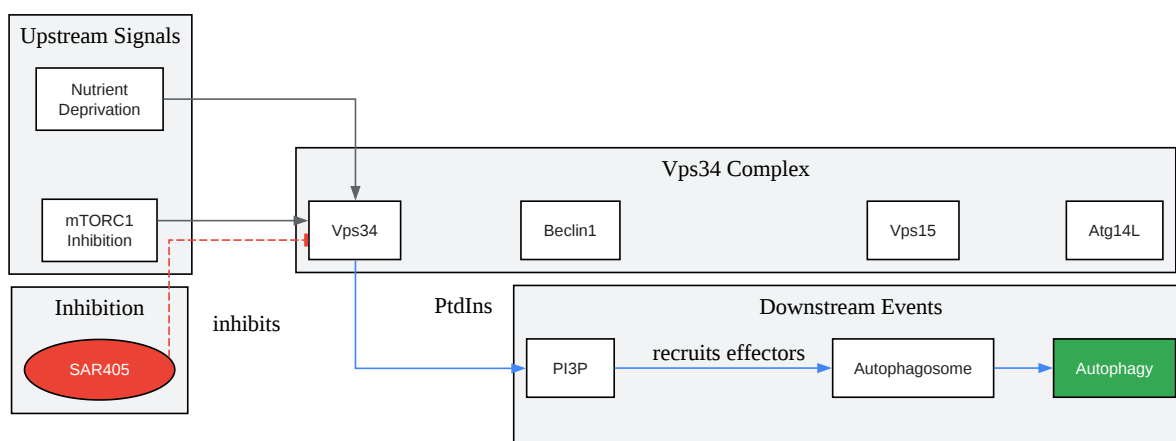 Upstream Signals
Nutrient
Deprivation
mTORC1
Inhibition
Vps34 Complex
Vps34
Beclin1
Vps15
Atg14L
Inhibition
SAR405
inhibits
PtdIns
Downstream Events
PI3P
recruits effectors
Autophagosome
Autophagy